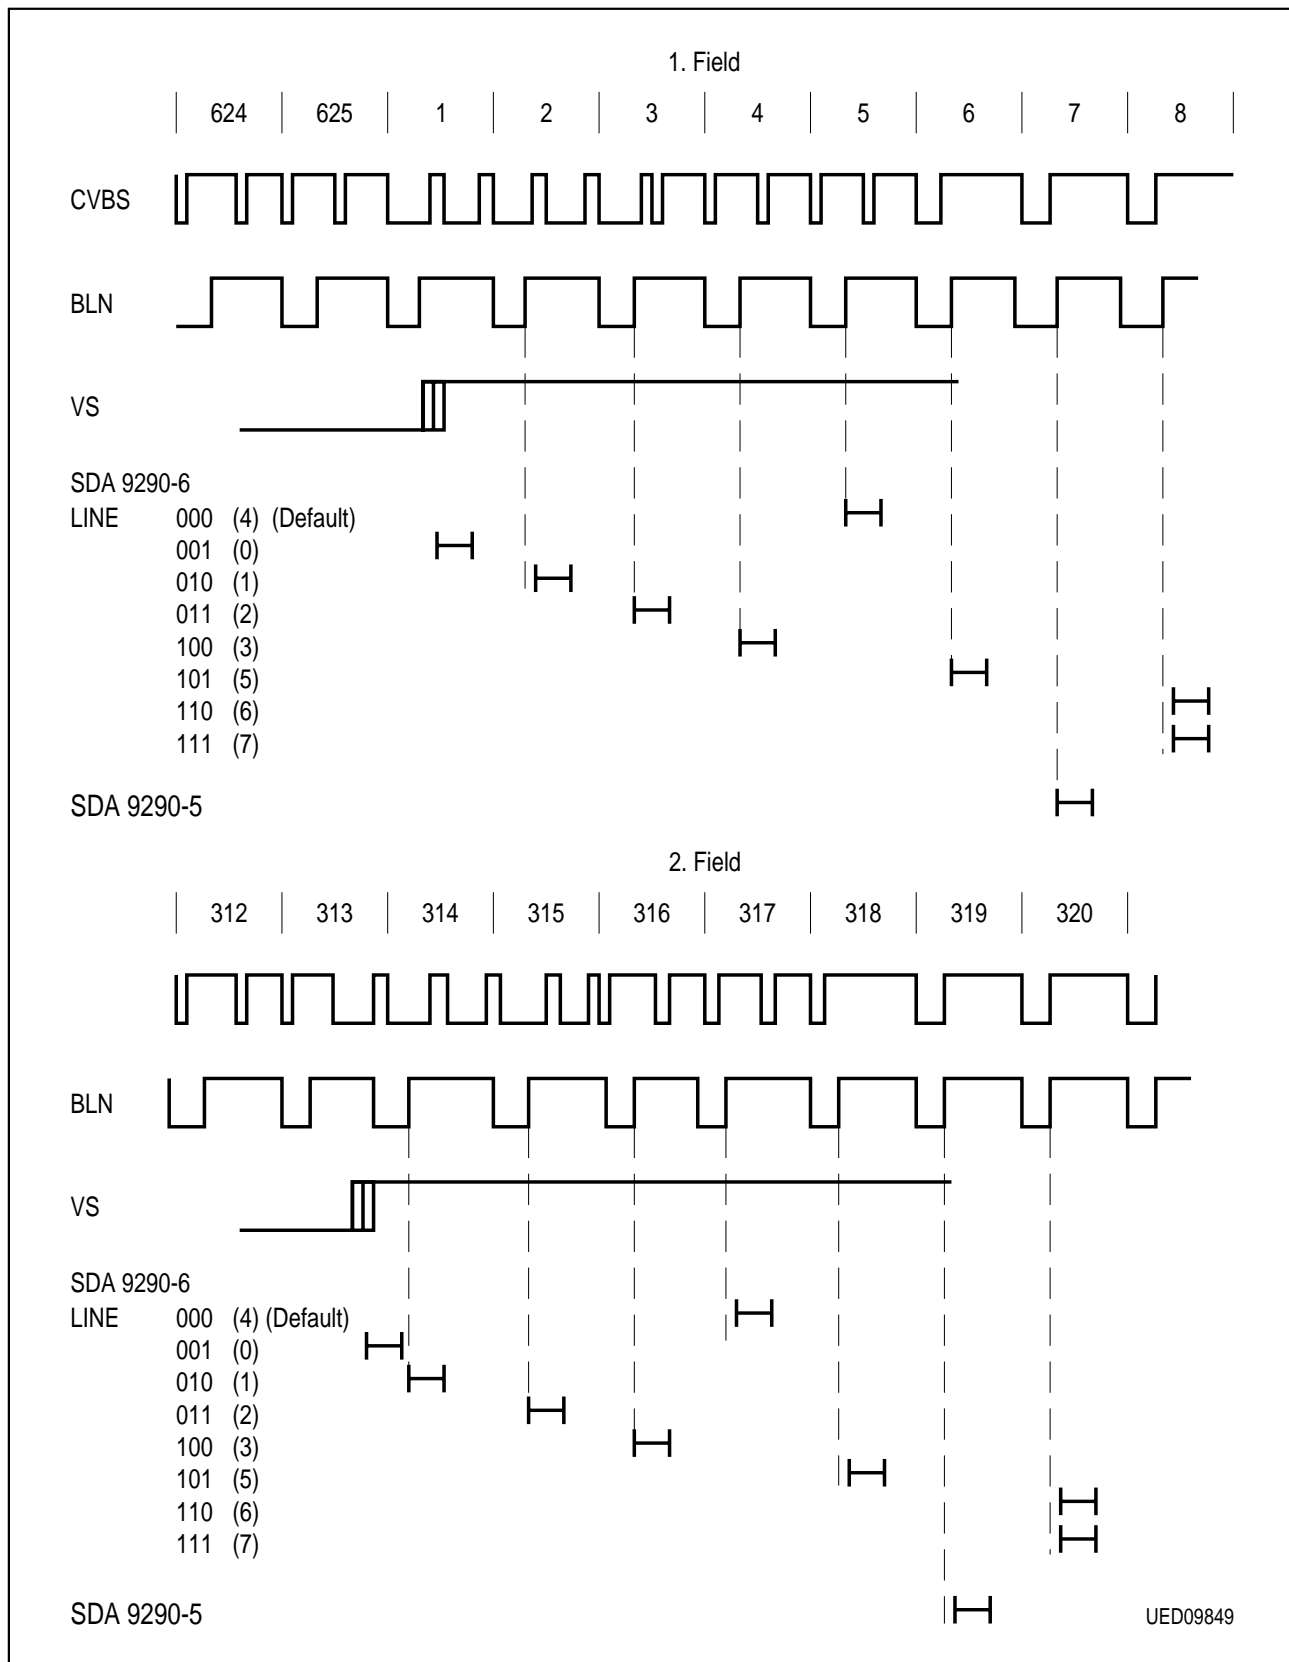 1. Field
624 625 1 2 3 4 5 6 7 8
CVBS
BLN
VS
SDA 9290-6
LINE 000 (4) (Default)
001 (0)
010 (1)
011 (2)
100 (3)
101 (5)
110 (6)
111 (7)
SDA 9290-5
2. Field
312 313 314 315 316 317 318 319 320
BLN
VS
SDA 9290-6
LINE 000 (4) (Default)
001 (0)
010 (1)
011 (2)
100 (3)
101 (5)
110 (6)
111 (7)
SDA 9290-5
UED09849